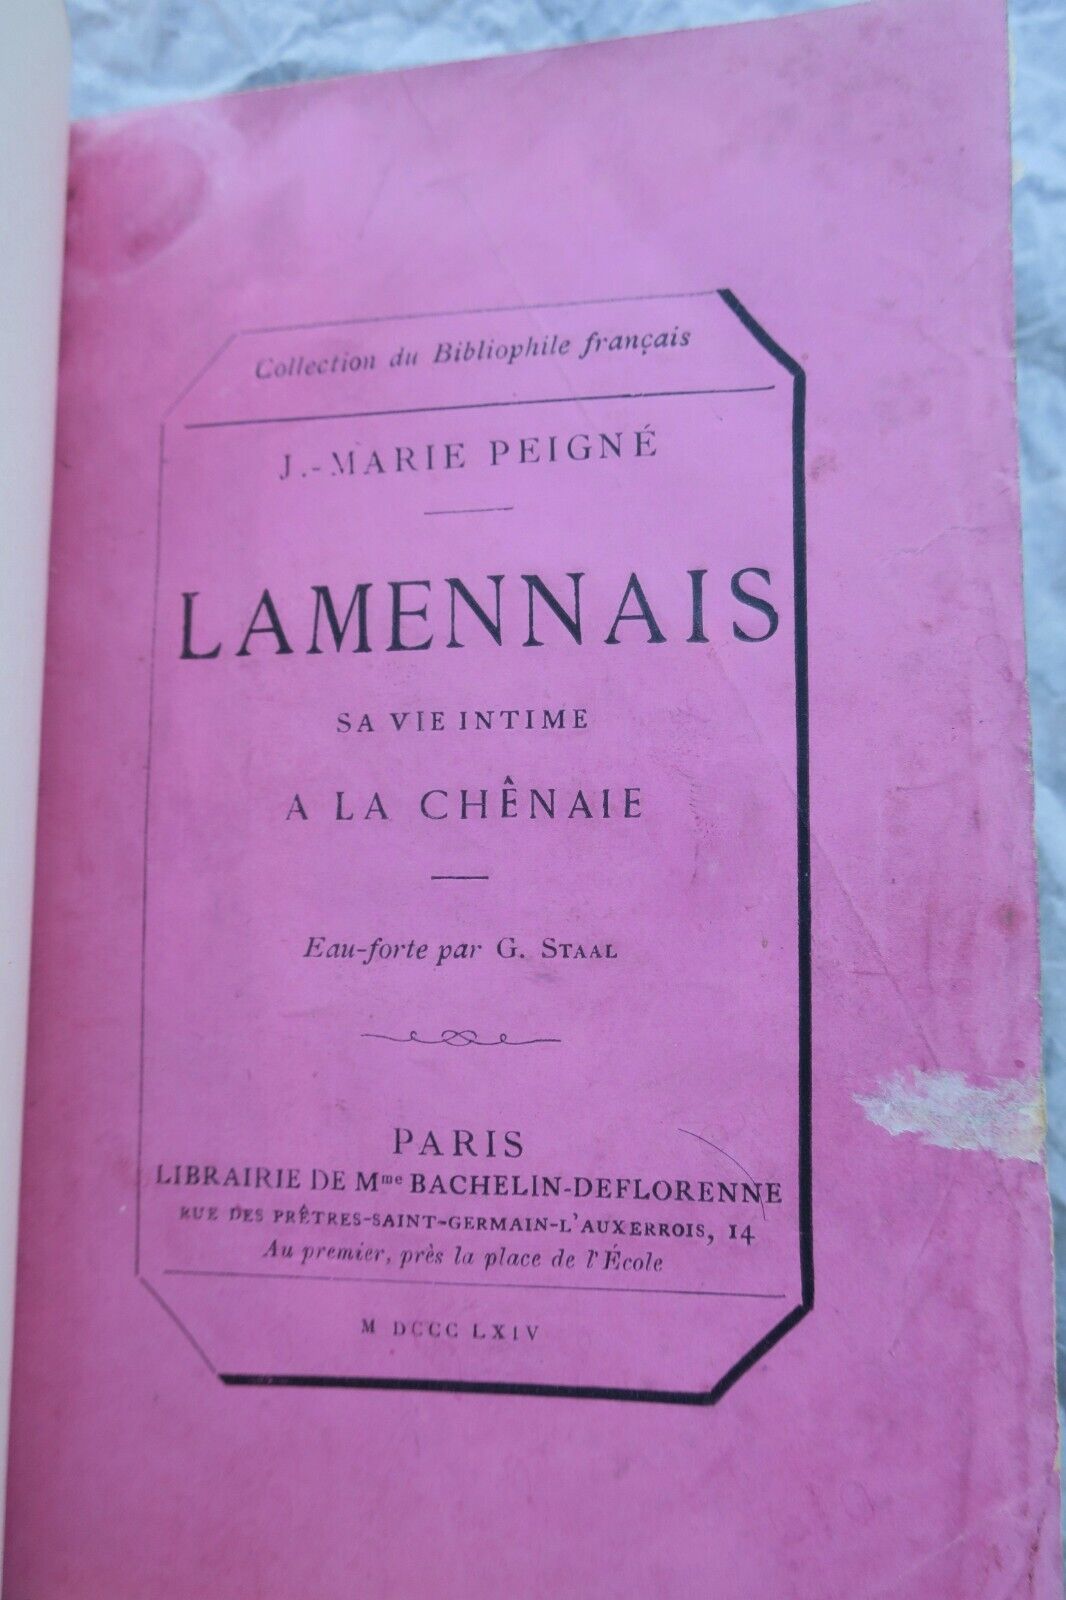 Collection du Bibliophile français
J.-MARIE PEIGNÉ
LAMENNAIS
SA VIE INTIME
A LA CHÊNAIE
Eau-forte par G. STAAL
PARIS
LIBRAIRIE DE Mme BACHELIN-DEFLORENNE
RUE DES PRÊTRES-SAINT-GERMAIN-L'AUXERROIS, 14
Au premier, près la place de l'École
M DCCC LXIV